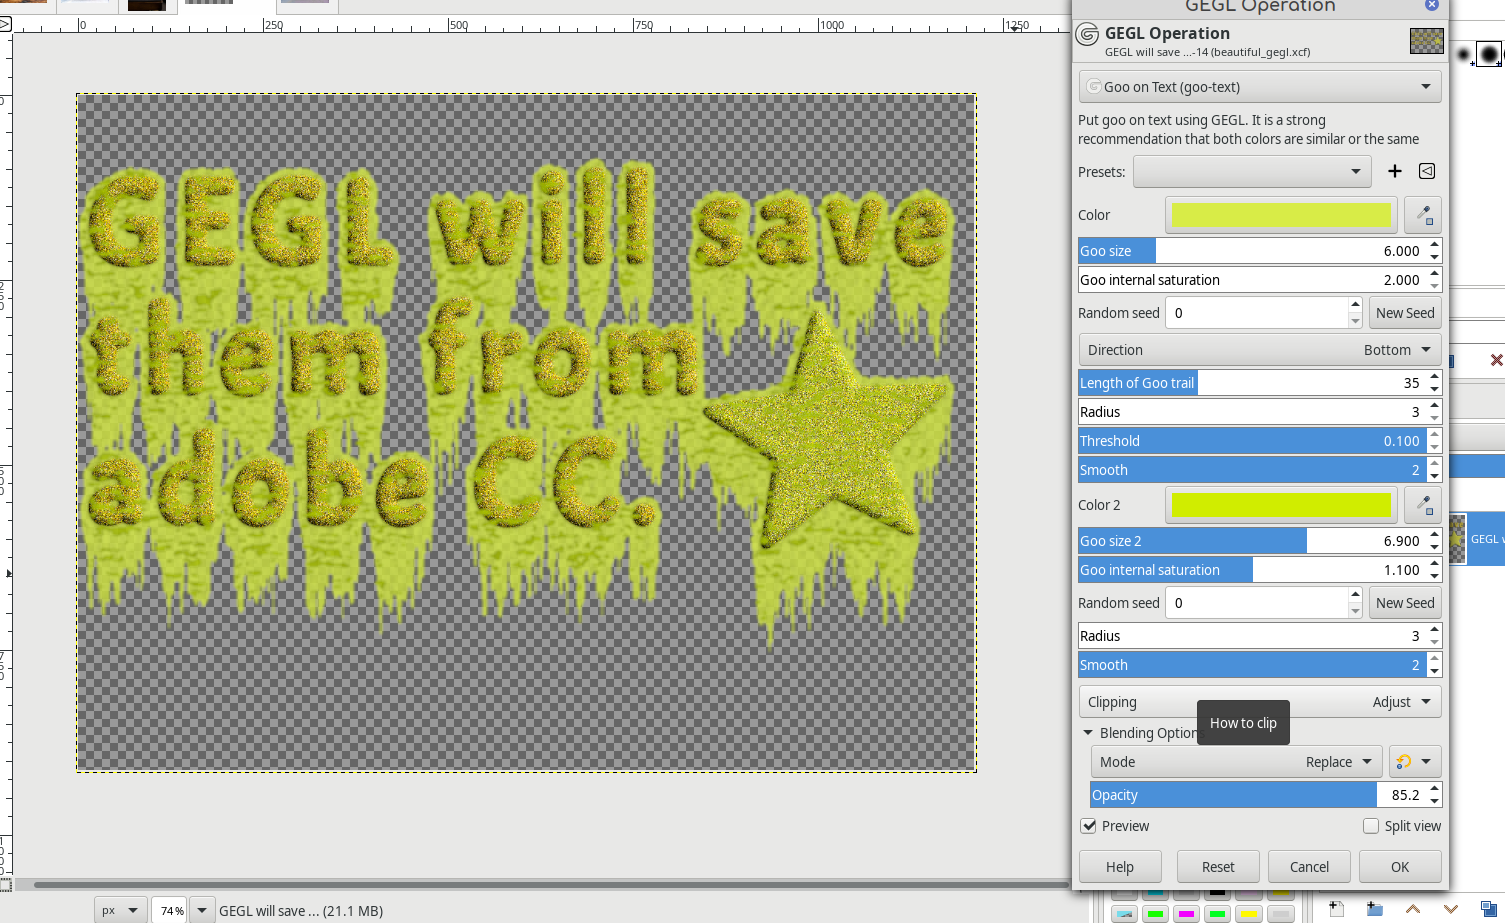 GEGL Operation
0 250 500 750 1000 1250
GEGL Operation
GEGL will save ...-14 (beautiful_gegl.xcf)
Goo on Text (goo-text)
Put goo on text using GEGL. It is a strong
recommendation that both colors are similar or the same
Presets:
Color
Goo size 6.000
Goo internal saturation 2.000
Random seed 0 New Seed
Direction Bottom
Length of Goo trail 35
Radius 3
Threshold 0.100
Smooth 2
Color 2
Goo size 2 6.900
Goo internal saturation 1.100
Random seed 0 New Seed
Radius 3
Smooth 2
Clipping Adjust
How to clip
Blending Option
Mode Replace
Opacity 85.2
Preview Split view
Help Reset Cancel OK
GEGL will save
them from
adobe CC.
GEGL w
px 74 % GEGL will save ... (21.1 MB)